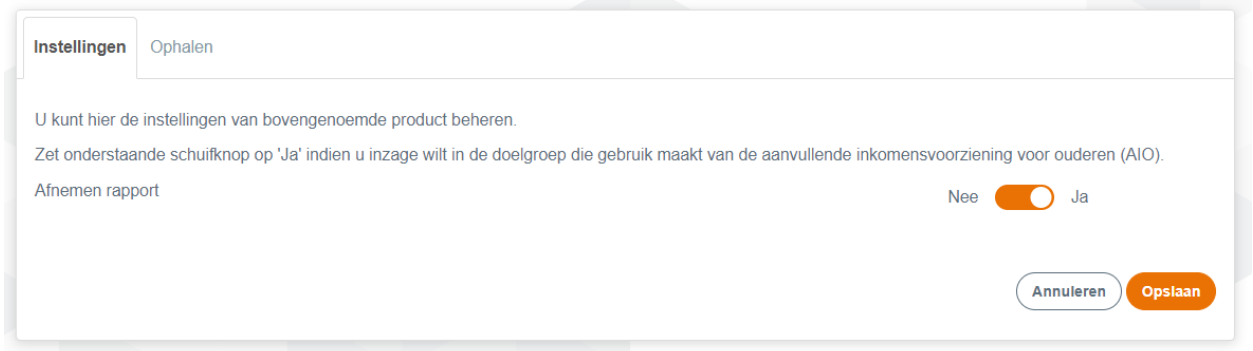 Instellingen Ophalen
U kunt hier de instellingen van bovengenoemde product beheren.
Zet onderstaande schuifknop op 'Ja' indien u inzage wilt in de doelgroep die gebruik maakt van de aanvullende inkomensvoorziening voor ouderen (AIO).
Afnemen rapport Nee Ja
Annuleren Opslaan